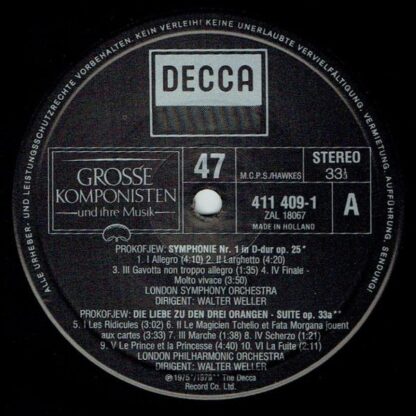 ALLE URHEBER- UND LEISTUNGSSCHUTZRECHTE VORBEHALTEN. KEIN VERLEIH! KEINE UNERLAUBTE VERVIELFÄLTIGUNG, VERMIETUNG, AUFFÜHRUNG, SENDUNG!
DECCA
GROSSE
KOMPONISTEN
und ihre Musik
47
M.C.P.S./HAWKES
STEREO
33⅓
411 409-1
ZAL 18067
MADE IN HOLLAND
A
PROKOFJEW: SYMPHONIE Nr. 1 in D-dur op. 25*
1. I Allegro (4:10) 2. II Larghetto (4:20)
3. III Gavotta non troppo allegro (1:35) 4. IV Finale -
Molto vivace (3:50)
LONDON SYMPHONY ORCHESTRA
DIRIGENT: WALTER WELLER
PROKOFJEW: DIE LIEBE ZU DEN DREI ORANGEN - SUITE op. 33a**
5. I Les Ridicules (3:02) 6. II Le Magicien Tchelio et Fata Morgana jouent
aux cartes (3:33) 7. III Marche (1:38) 8. IV Scherzo (1:21)
9. V Le Prince et la Princesse (4:00) 10. VI La Fuite (2:11)
LONDON PHILHARMONIC ORCHESTRA
DIRIGENT: WALTER WELLER
℗ 1975*/1979** The Decca
Record Co. Ltd.